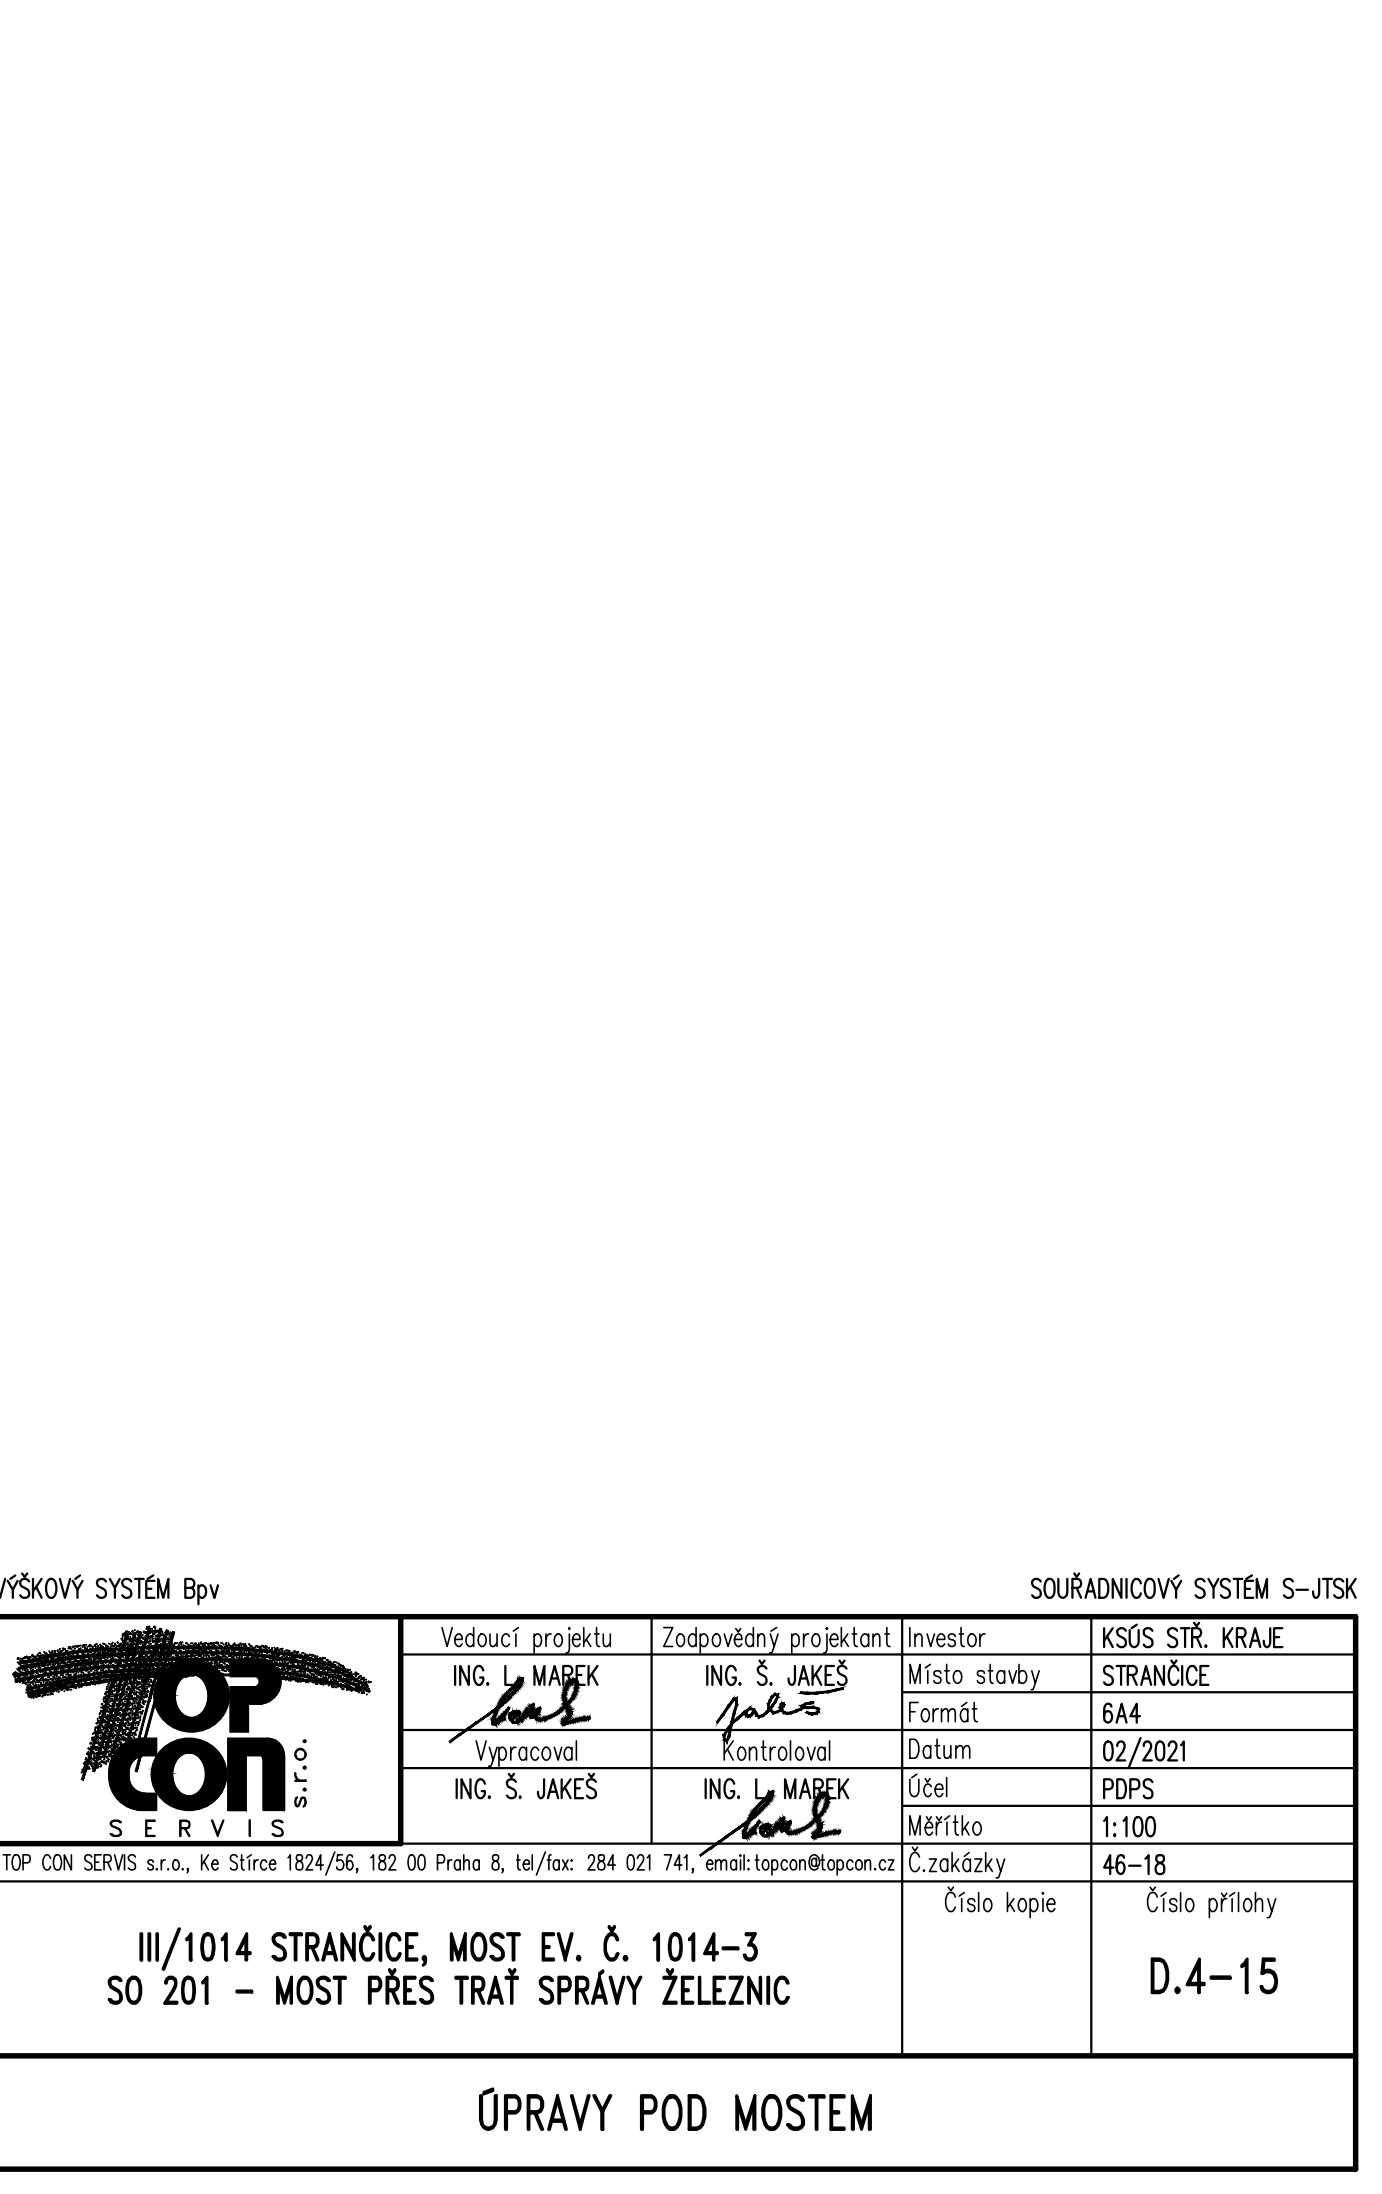 VÝŠKOVÝ SYSTÉM Bpv
SOUŘADNICOVÝ SYSTÉM S-JTSK
TOP
CON
s.r.o.
SERVIS
Vedoucí projektu
ING. L. MAREK
Zodpovědný projektant
ING. Š. JAKEŠ
Jakeš
Vypracoval
ING. Š. JAKEŠ
Kontroloval
ING. L. MAREK
Investor KSÚS STŘ. KRAJE
Místo stavby STRANČICE
Formát 6A4
Datum 02/2021
Účel PDPS
Měřítko 1:100
Č.zakázky 46-18
TOP CON SERVIS s.r.o., Ke Stírce 1824/56, 182 00 Praha 8, tel/fax: 284 021 741, email:topcon@topcon.cz
Číslo kopie
Číslo přílohy
D.4-15
III/1014 STRANČICE, MOST EV. Č. 1014-3
SO 201 - MOST PŘES TRAŤ SPRÁVY ŽELEZNIC
ÚPRAVY POD MOSTEM